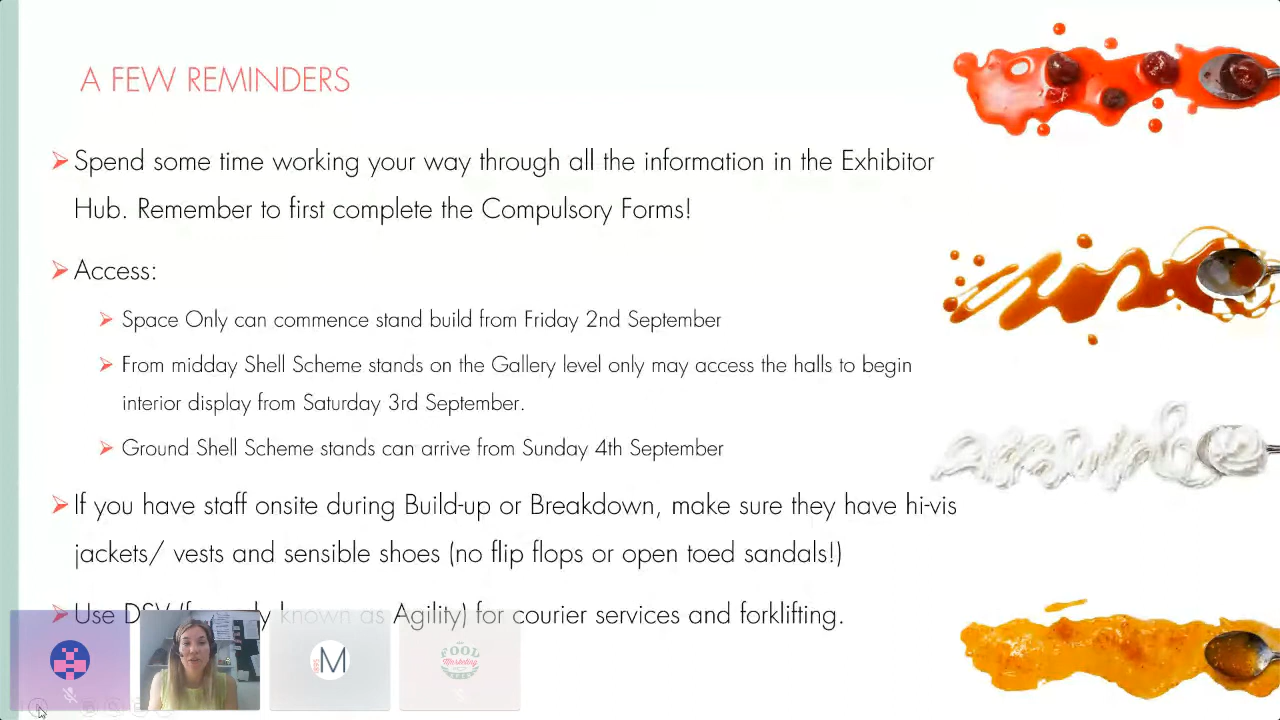 A FEW REMINDERS
Spend some time working your way through all the information in the Exhibitor
Hub. Remember to first complete the Compulsory Forms!
Access:
Space Only can commence stand build from Friday 2nd September
From midday Shell Scheme stands on the Gallery level only may access the halls to begin
interior display from Saturday 3rd September.
Ground Shell Scheme stands can arrive from Sunday 4th September
If you have staff onsite during Build-up or Breakdown, make sure they have hi-vis
jackets/ vests and sensible shoes (no flip flops or open toed sandals!)
Use DSV (formerly known as Agility) for courier services and forklifting.
M
Marketing